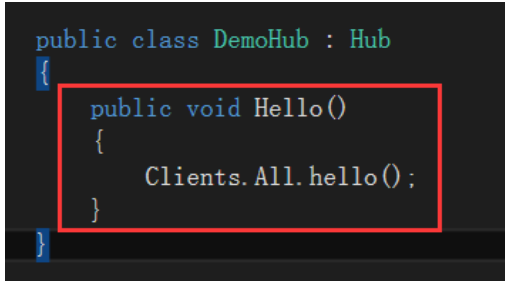 public class DemoHub : Hub
{
public void Hello()
{
Clients.All.hello();
}
}